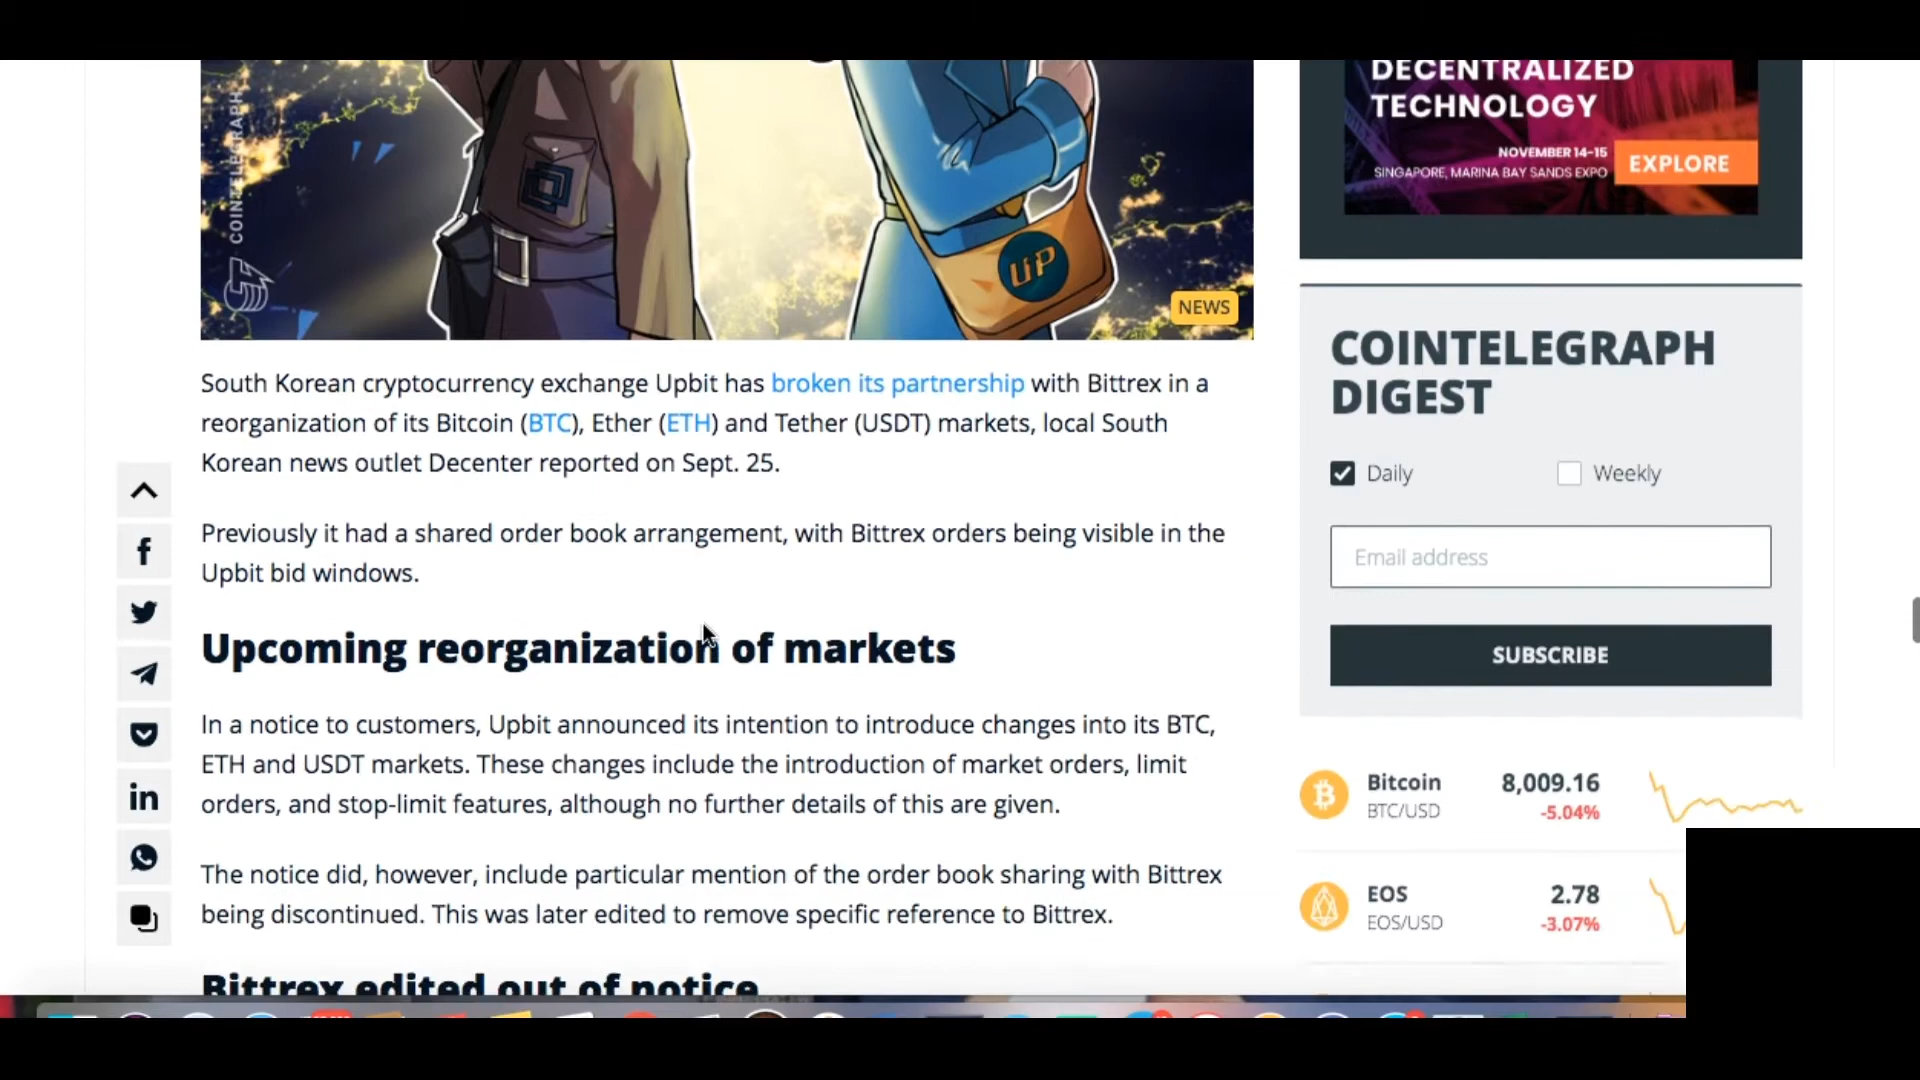 COINTELEGRAPH
UP
NEWS
South Korean cryptocurrency exchange Upbit has broken its partnership with Bittrex in a
reorganization of its Bitcoin (BTC), Ether (ETH) and Tether (USDT) markets, local South
Korean news outlet Decenter reported on Sept. 25.
Previously it had a shared order book arrangement, with Bittrex orders being visible in the
Upbit bid windows.
Upcoming reorganization of markets
In a notice to customers, Upbit announced its intention to introduce changes into its BTC,
ETH and USDT markets. These changes include the introduction of market orders, limit
orders, and stop-limit features, although no further details of this are given.
The notice did, however, include particular mention of the order book sharing with Bittrex
being discontinued. This was later edited to remove specific reference to Bittrex.
Bittrex edited out of notice
DECENTRALIZED
TECHNOLOGY
NOVEMBER 14-15
SINGAPORE, MARINA BAY SANDS EXPO
EXPLORE
COINTELEGRAPH
DIGEST
Daily Weekly
Email address
SUBSCRIBE
Bitcoin 8,009.16
BTC/USD -5.04%
EOS 2.78
EOS/USD -3.07%